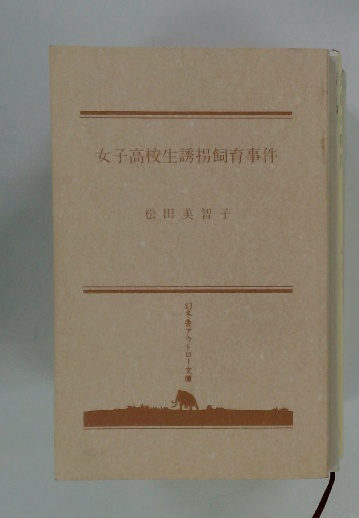 女子高校生誘拐飼育事件
松田美智子
幻冬舎アウトロー文庫